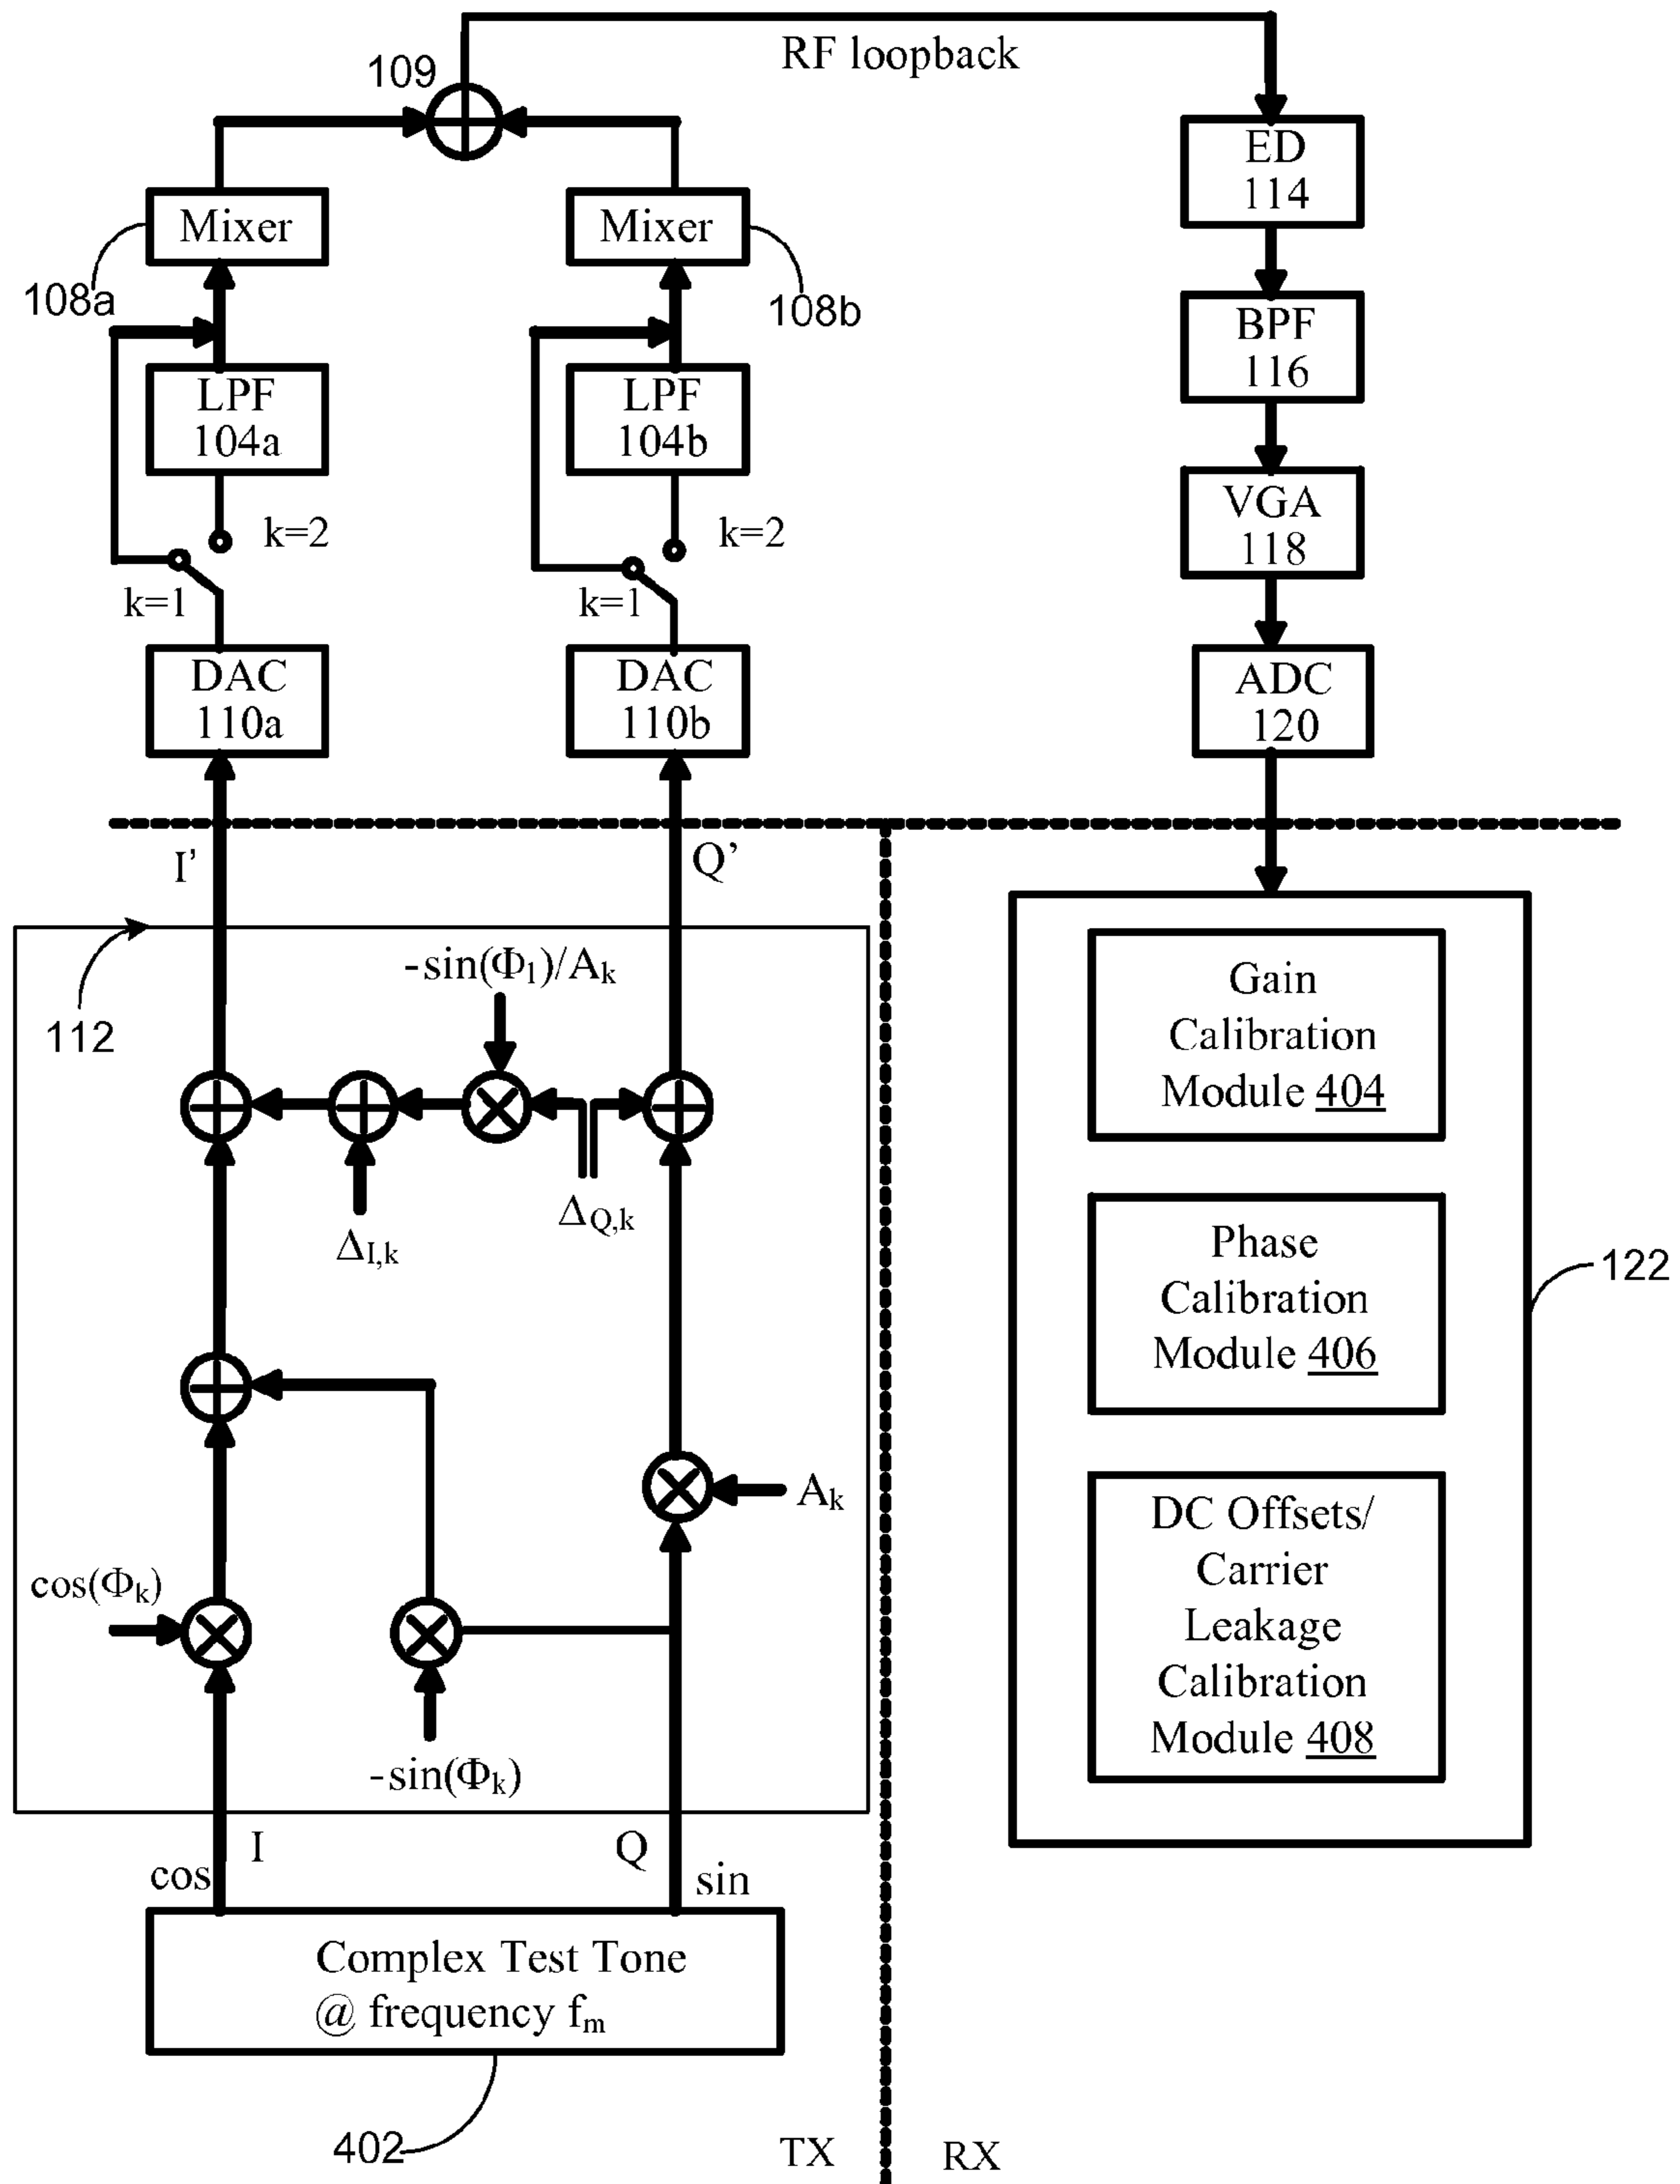 RF loopback
109
ED
114
Mixer
Mixer
108a
108b
BPF
116
LPF
104a
LPF
104b
k=2
k=2
VGA
118
k=1
k=1
DAC
110a
DAC
110b
ADC
120
I’
Q’
112
-sin(Φ₁)/Aₖ
Gain
Calibration
Module 404
Δ_I,k
Δ_Q,k
Phase
Calibration
Module 406
122
Aₖ
cos(Φₖ)
-sin(Φₖ)
DC Offsets/
Carrier
Leakage
Calibration
Module 408
I
Q
cos
sin
Complex Test Tone
@ frequency fₘ
402
TX
RX